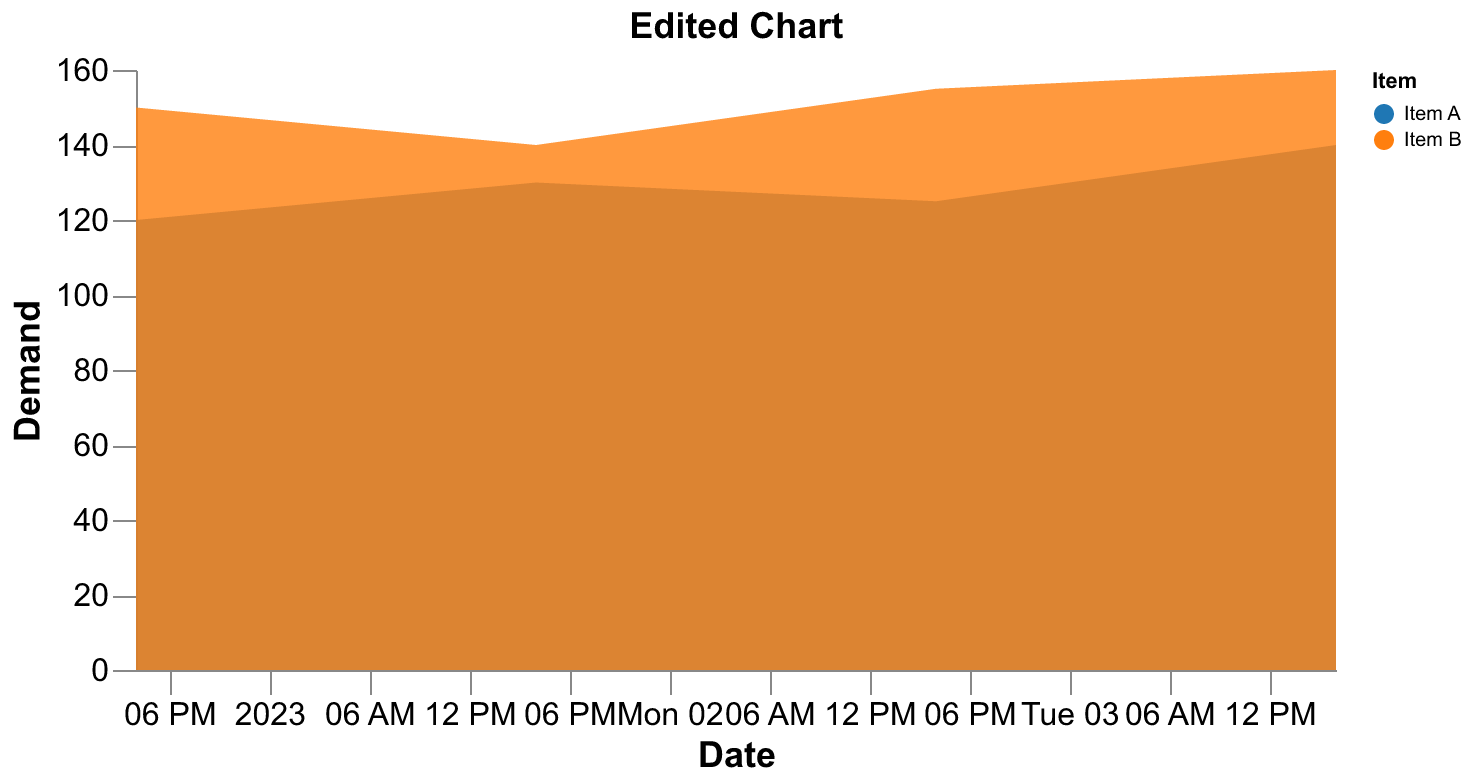 Edited Chart
160
140
120
100
80
60
40
20
0
Demand
06 PM 2023 06 AM 12 PM 06 PM Mon 02 06 AM 12 PM 06 PM Tue 03 06 AM 12 PM
Date
Item
Item A
Item B